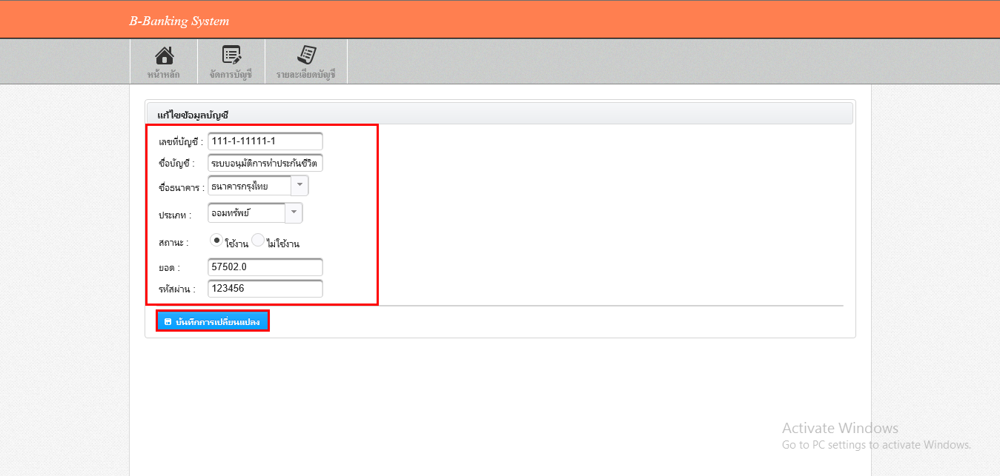 B-Banking System
หน้าหลัก จัดการบัญชี รายละเอียดบัญชี
แก้ไขข้อมูลบัญชี
เลขที่บัญชี : 111-1-11111-1
ชื่อบัญชี : ระบบอนุมัติการทำประกันชีวิต
ชื่อธนาคาร : ธนาคารกรุงไทย
ประเภท : ออมทรัพย์
สถานะ : ใช้งาน ไม่ใช้งาน
ยอด : 57502.0
รหัสผ่าน : 123456
บันทึกการเปลี่ยนแปลง
Activate Windows
Go to PC settings to activate Windows.